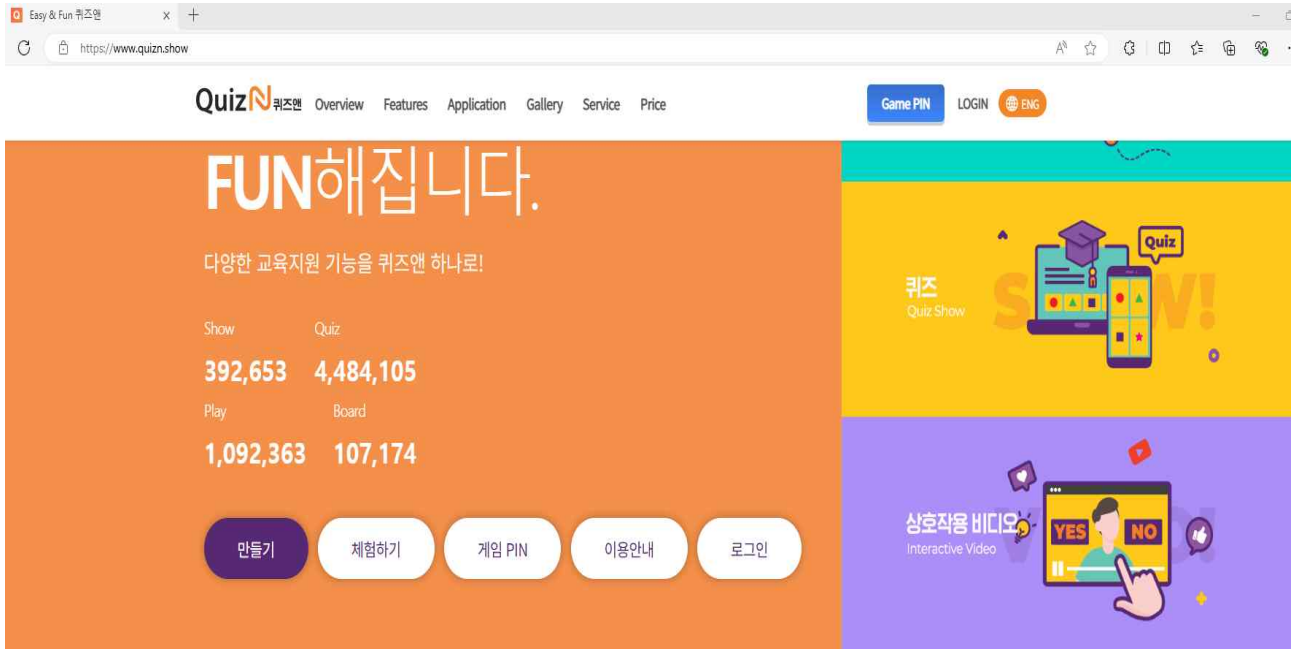 Easy & Fun 퀴즈앤
https://www.quizn.show
QuizN 퀴즈앤 Overview Features Application Gallery Service Price Game PIN LOGIN ENG
FUN해집니다.
다양한 교육지원 기능을 퀴즈앤 하나로!
Show Quiz
392,653 4,484,105
Play Board
1,092,363 107,174
만들기 체험하기 게임 PIN 이용안내 로그인
퀴즈
Quiz Show
Quiz
상호작용 비디오
Interactive Video
YES NO